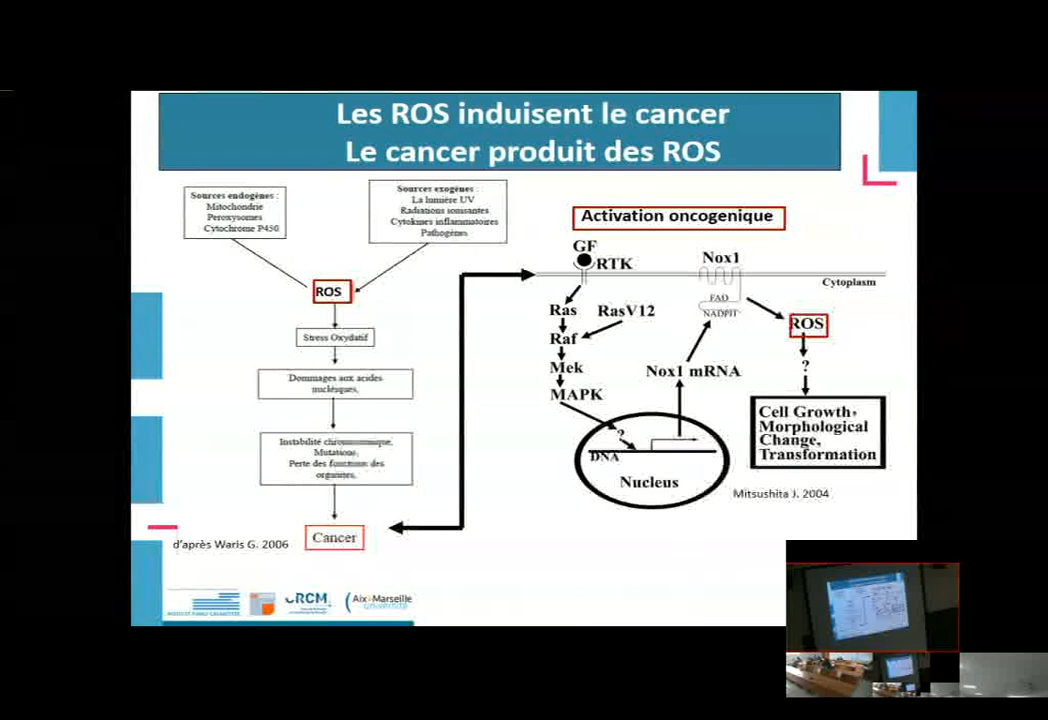 Les ROS induisent le cancer
Le cancer produit des ROS
Sources endogènes :
Mitochondrie
Peroxysomes
Cytochrome P450
Sources exogènes :
La lumière UV
Radiations ionisantes
Cytokines inflammatoires
Pathogènes
ROS
Stress Oxydatif
Dommages aux acides
nucléiques,
Instabilité chromosomique,
Mutations,
Perte des fonctions des
organites,
Cancer
d'après Waris G. 2006
Activation oncogenique
GF
RTK
Nox1
Cytoplasm
FAD
NADPH
Ras
RasV12
Raf
Mek
MAPK
Nox1 mRNA
ROS
?
Cell Growth,
Morphological
Change,
Transformation
?
DNA
Nucleus
Mitsushita J. 2004
CRCM
Aix*Marseille
université